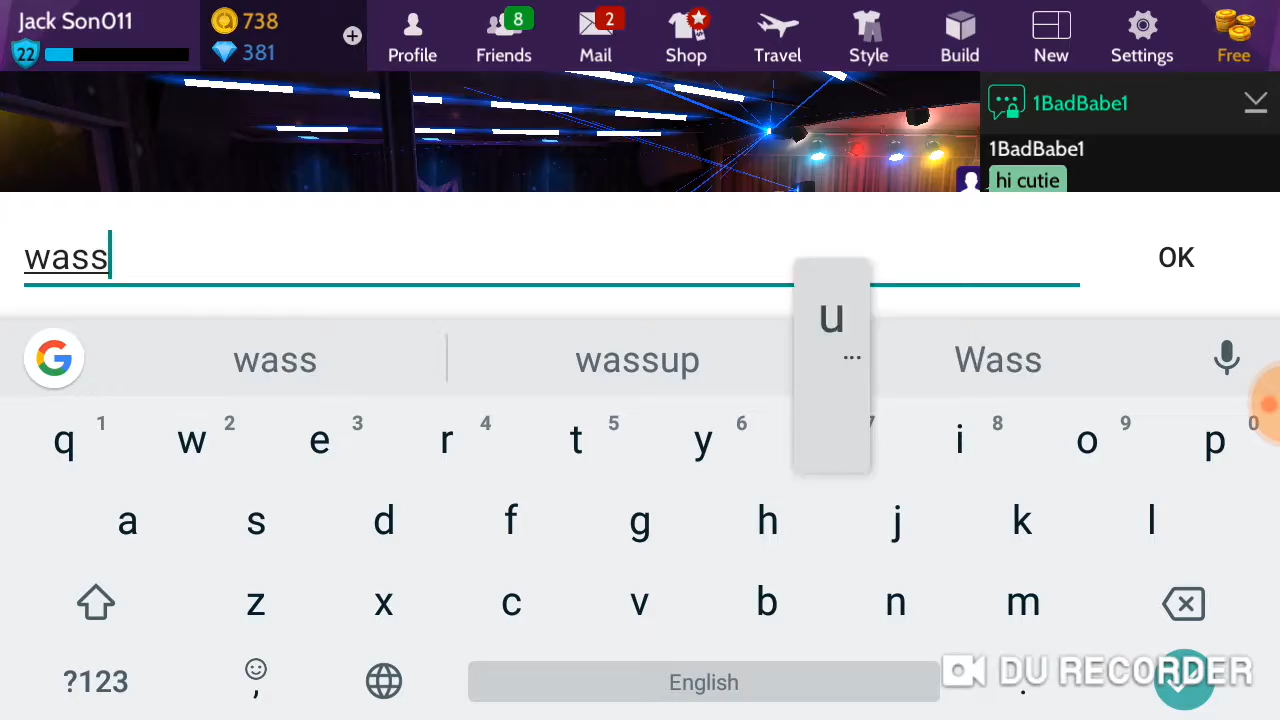 Jack Son011
22
738
381
Profile
8
Friends
2
Mail
Shop
Travel
Style
Build
New
Settings
Free
1BadBabe1
1BadBabe1
hi cutie
wass
OK
u
...
wass
wassup
Wass
q 1 w 2 e 3 r 4 t 5 y 6 7 i 8 o 9 p 0
a s d f g h j k l
z x c v b n m
?123 , English .
DU RECORDER